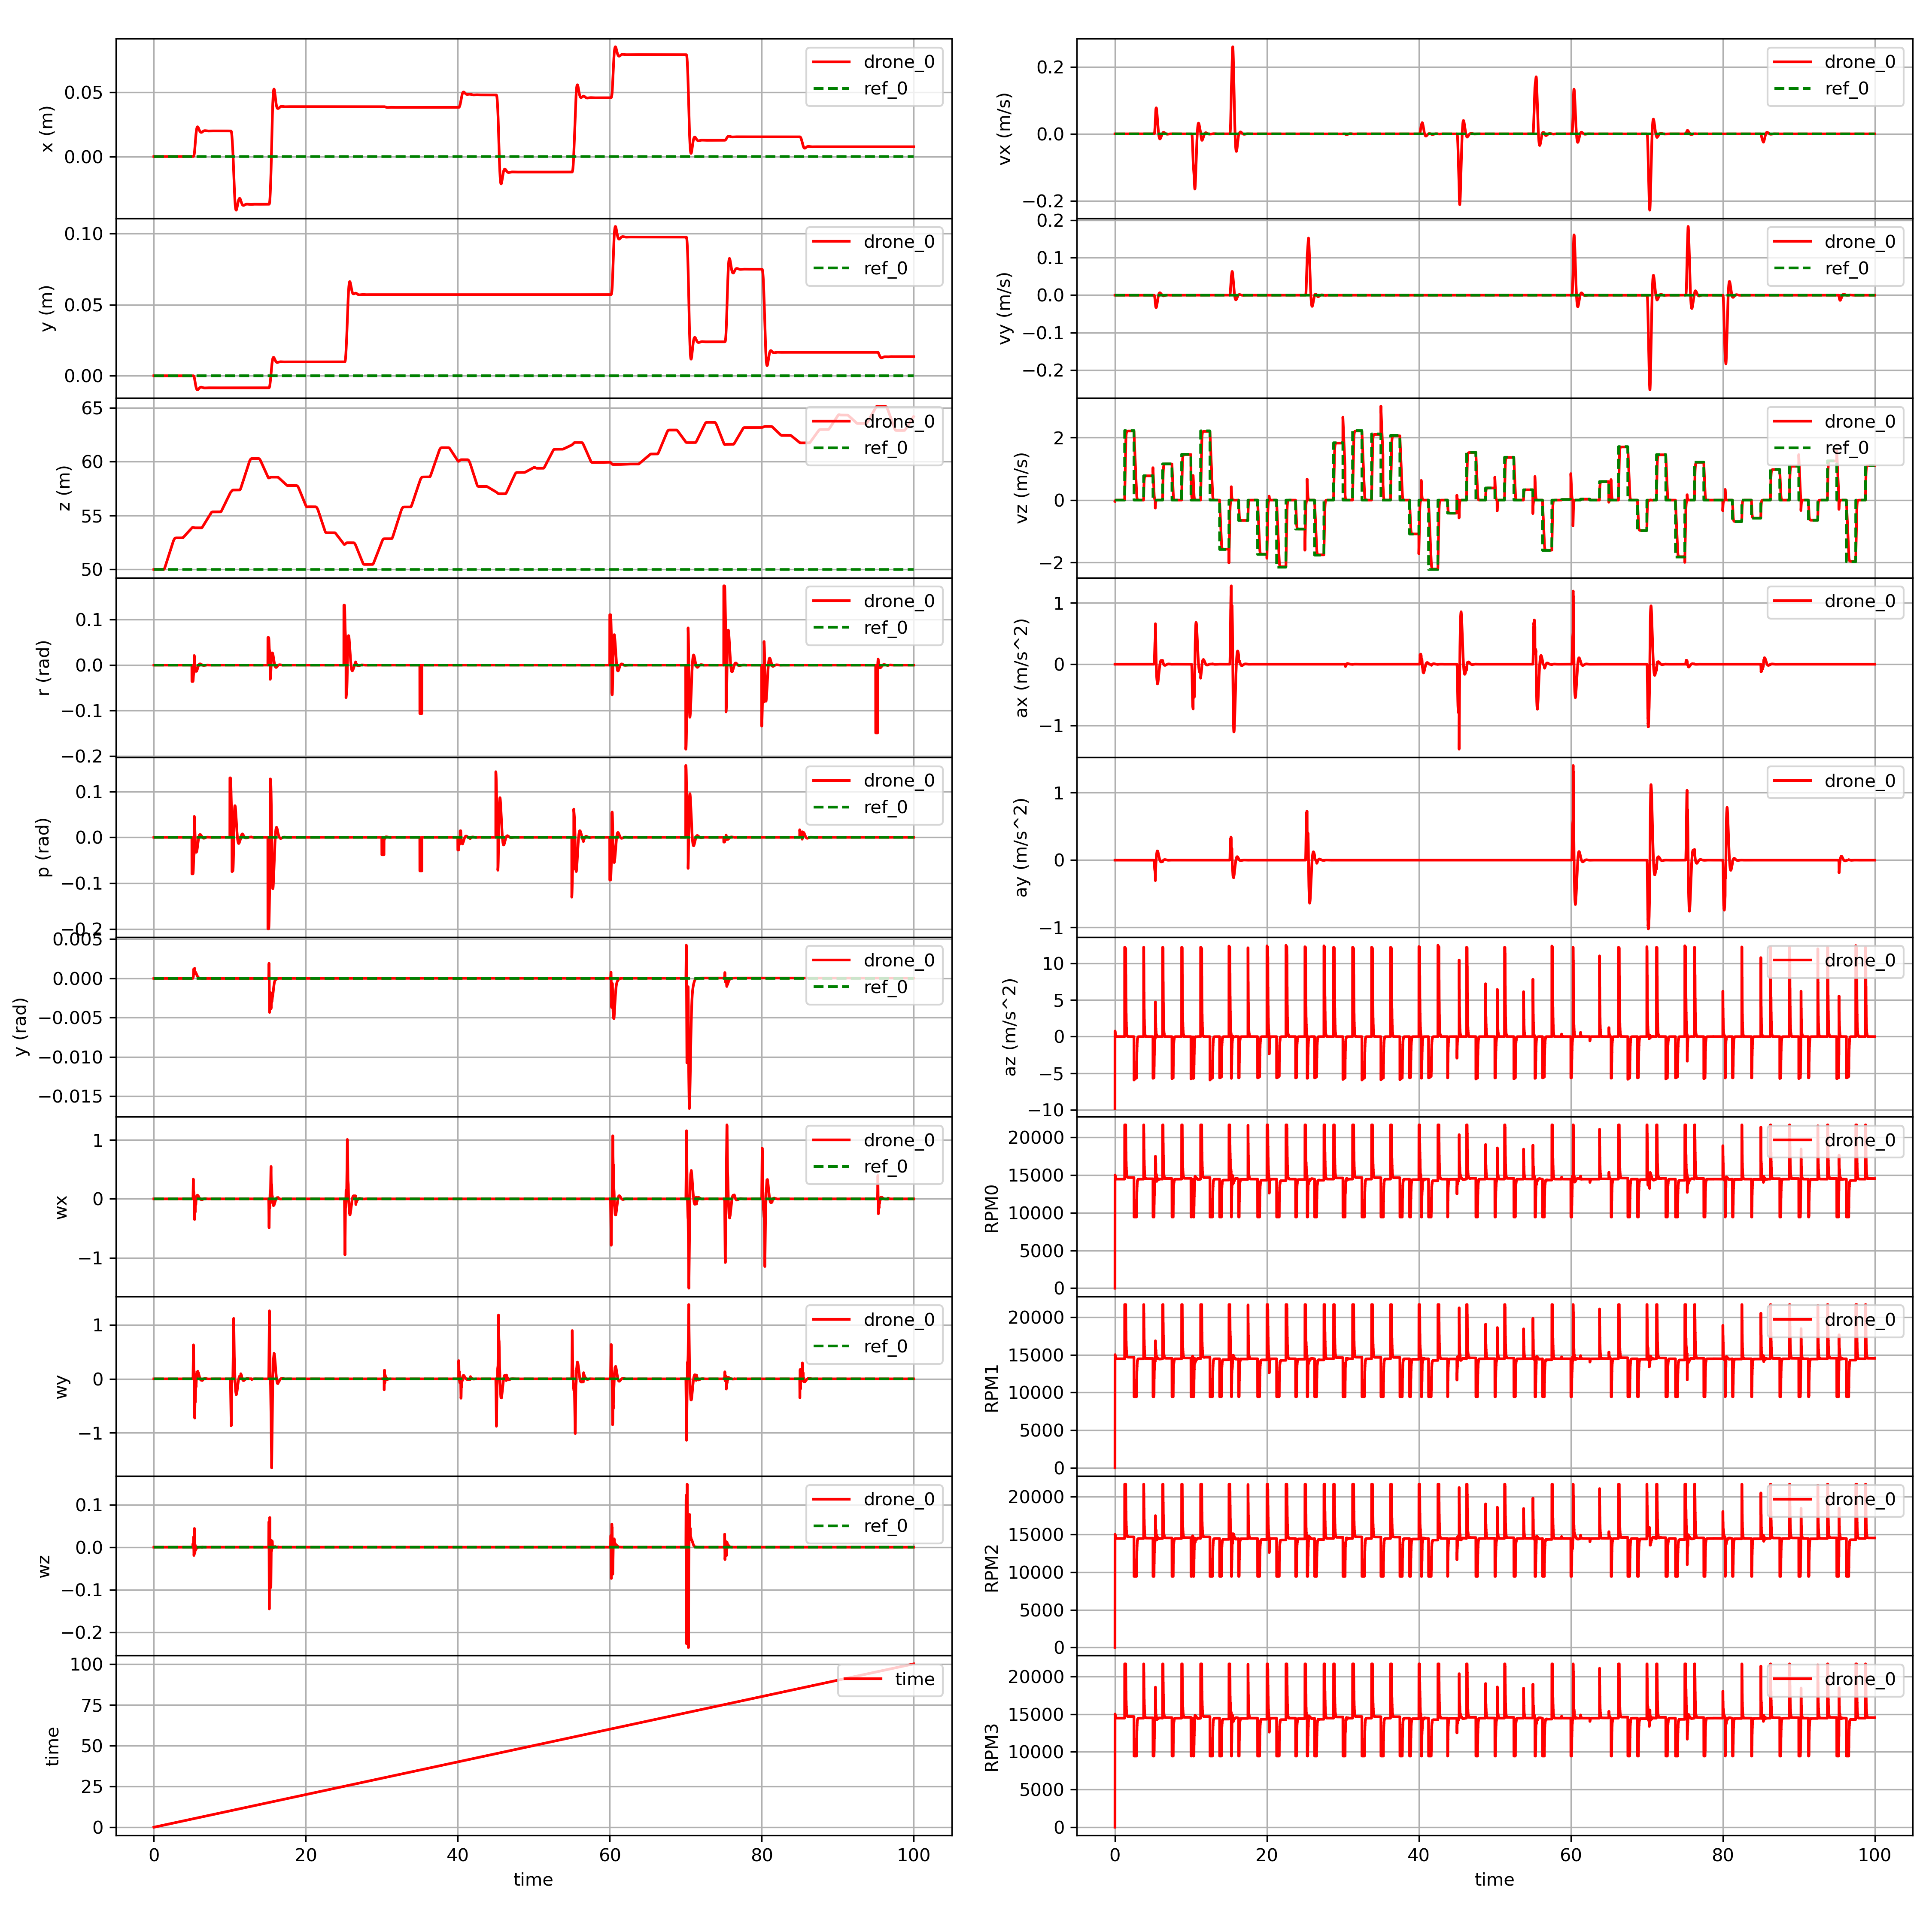 x (m)
0.05
0.00
drone_0
ref_0
y (m)
0.10
0.05
0.00
drone_0
ref_0
z (m)
65
60
55
50
drone_0
ref_0
r (rad)
0.1
0.0
−0.1
−0.2
drone_0
ref_0
p (rad)
0.1
0.0
−0.1
−0.2
drone_0
ref_0
y (rad)
0.005
0.000
−0.005
−0.010
−0.015
drone_0
ref_0
wx
1
0
−1
drone_0
ref_0
wy
1
0
−1
drone_0
ref_0
wz
0.1
0.0
−0.1
−0.2
drone_0
ref_0
time
100
75
50
25
0
time
0 20 40 60 80 100
time
vx (m/s)
0.2
0.0
−0.2
drone_0
ref_0
vy (m/s)
0.2
0.1
0.0
−0.1
−0.2
drone_0
ref_0
vz (m/s)
2
0
−2
drone_0
ref_0
ax (m/s^2)
1
0
−1
drone_0
ay (m/s^2)
1
0
−1
drone_0
az (m/s^2)
10
5
0
−5
−10
drone_0
RPM0
20000
15000
10000
5000
0
drone_0
RPM1
20000
15000
10000
5000
0
drone_0
RPM2
20000
15000
10000
5000
0
drone_0
RPM3
20000
15000
10000
5000
0
drone_0
0 20 40 60 80 100
time